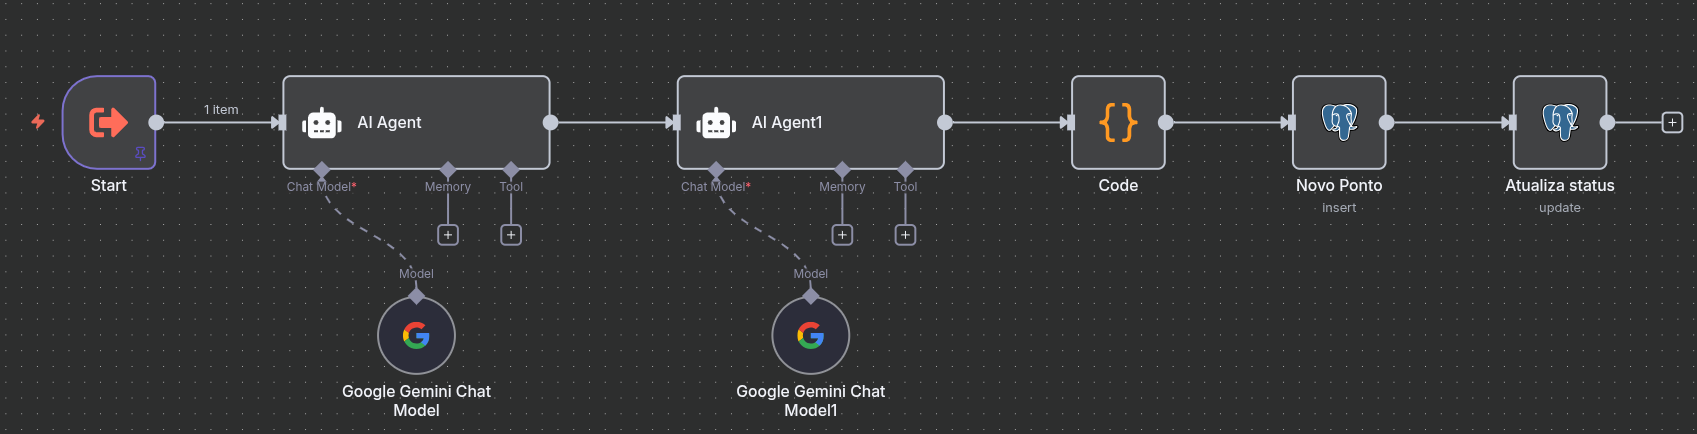 1 item
AI Agent
AI Agent1
Start
Chat Model*
Memory
Tool
Chat Model*
Memory
Tool
Code
Novo Ponto
insert
Atualiza status
update
Model
Model
Google Gemini Chat
Model
Google Gemini Chat
Model1